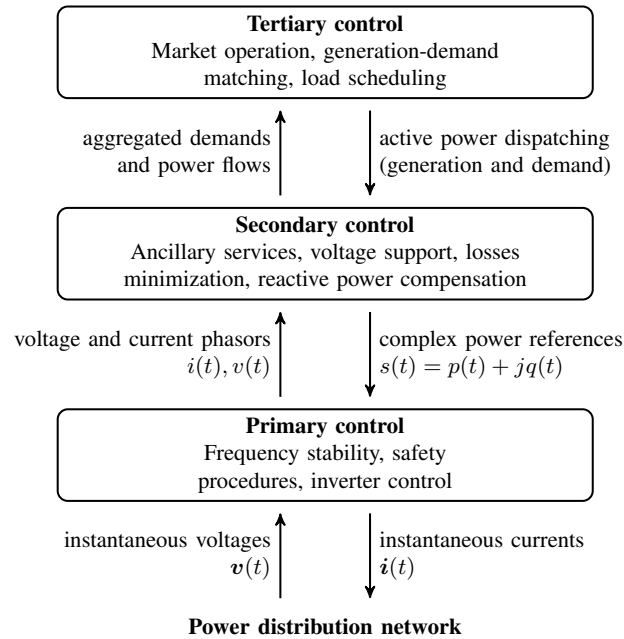 Tertiary control
Market operation, generation-demand
matching, load scheduling
aggregated demands
and power flows
active power dispatching
(generation and demand)
Secondary control
Ancillary services, voltage support, losses
minimization, reactive power compensation
voltage and current phasors
i(t), v(t)
complex power references
s(t) = p(t) + jq(t)
Primary control
Frequency stability, safety
procedures, inverter control
instantaneous voltages
v(t)
instantaneous currents
i(t)
Power distribution network